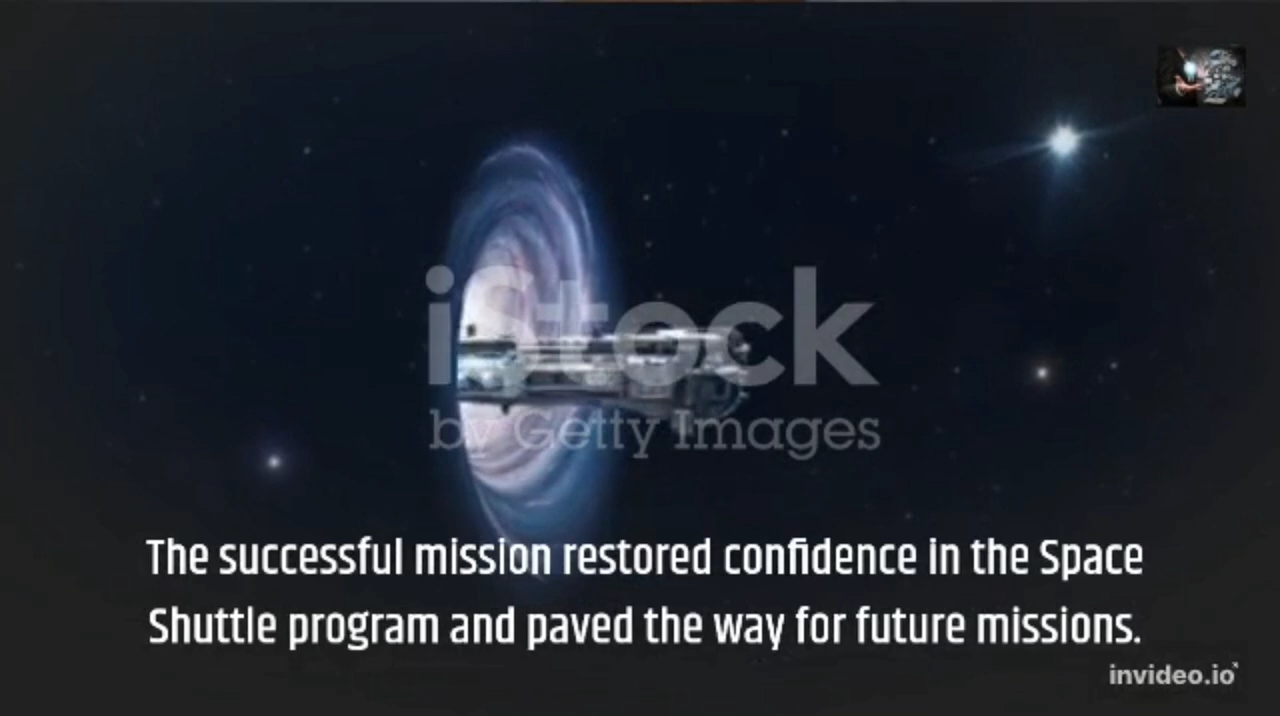 iStock
by Getty Images
The successful mission restored confidence in the Space
Shuttle program and paved the way for future missions.
invideo.io